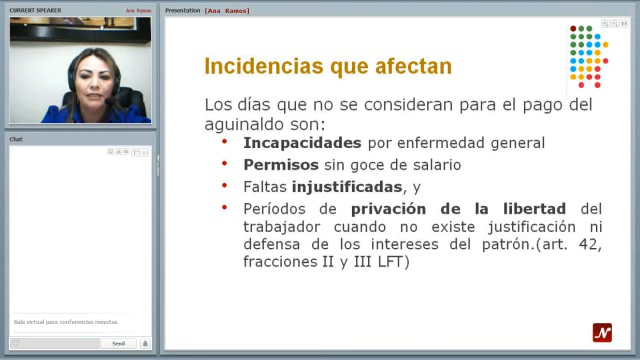 CURRENT SPEAKER
Ana Ramos
Presentation
[Ana Ramos]
Incidencias que afectan
Los días que no se consideran para el pago del
aguinaldo son:
• Incapacidades por enfermedad general
• Permisos sin goce de salario
• Faltas injustificadas, y
• Períodos de privación de la libertad del
trabajador cuando no existe justificación ni
defensa de los intereses del patrón.(art. 42,
fracciones II y III LFT)
Chat
Sala virtual para conferencias remotas
Send
N